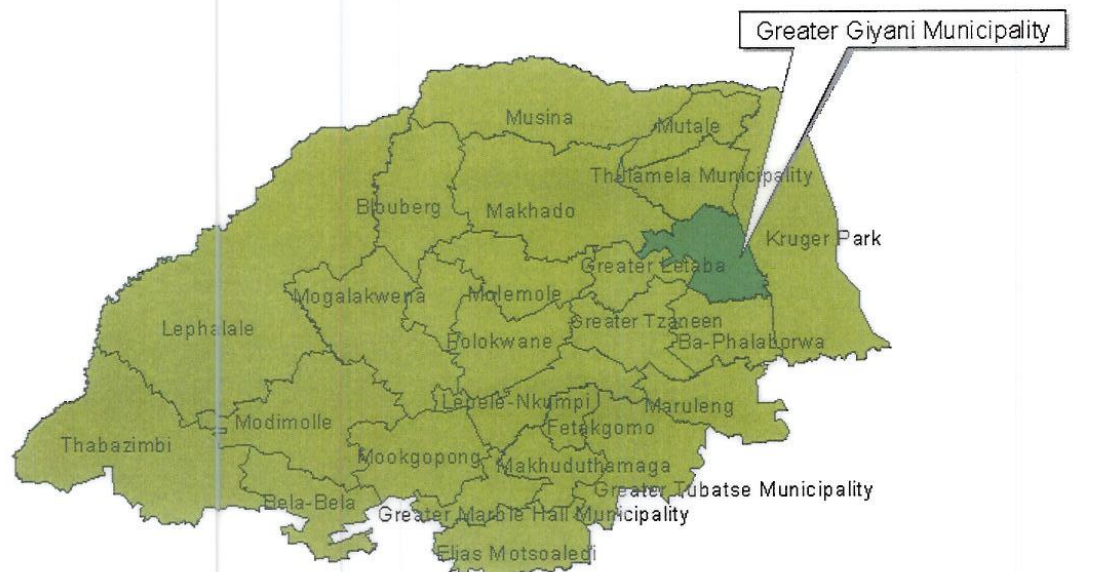 Greater Giyani Municipality
Musina
Mutale
Thulamela Municipality
Blouberg
Makhado
Kruger Park
Greater Letaba
Mogalakwena
Molemole
Lephalale
Greater Tzaneen
Polokwane
Ba-Phalaborwa
Lepele-Nkumpi
Maruleng
Modimolle
Fetakgomo
Thabazimbi
Mookgopong
Makhuduthamaga
Greater Tubatse Municipality
Bela-Bela
Greater Marble Hall Municipality
Elias Motsoaledi